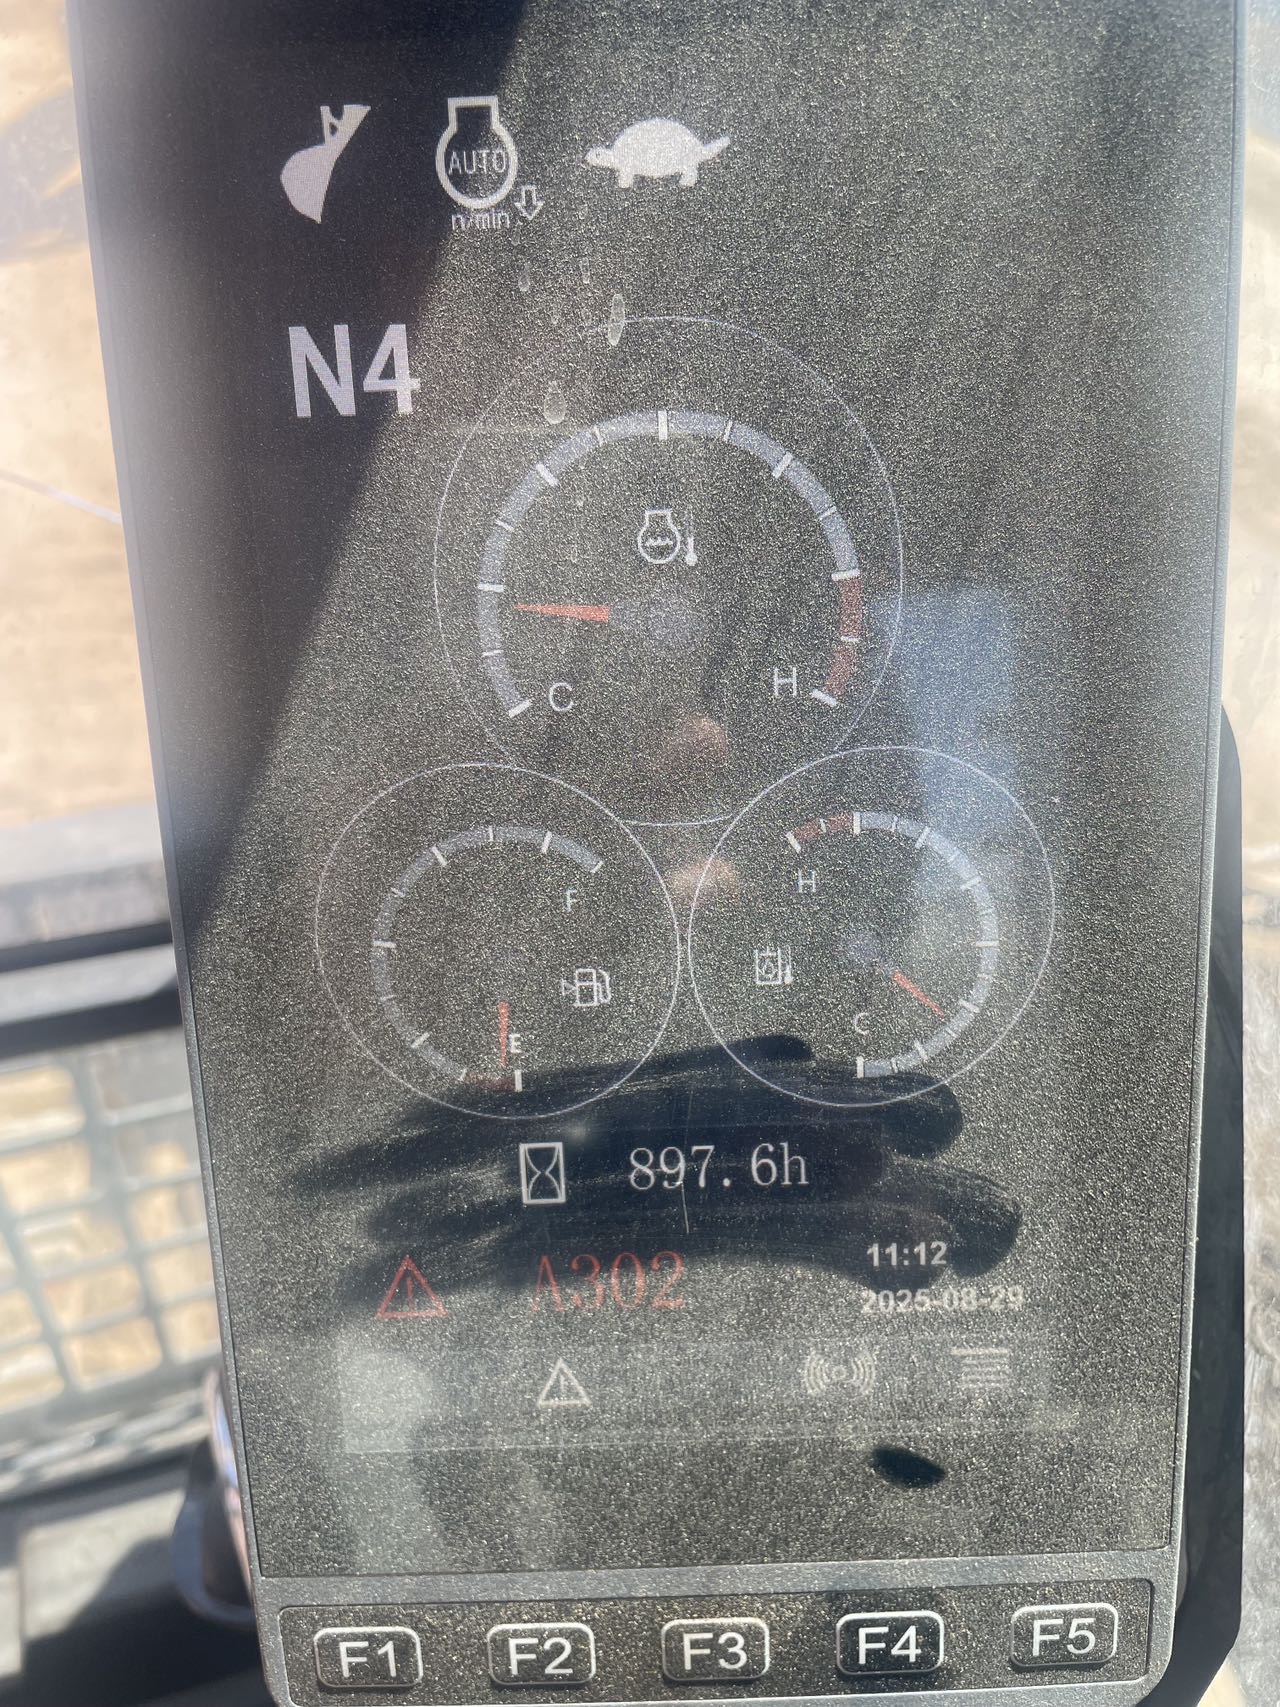 AUTO
n/min
N4
C H
F
H
E
C
897.6h
A302
11:12
2025-08-29
F1 F2 F3 F4 F5